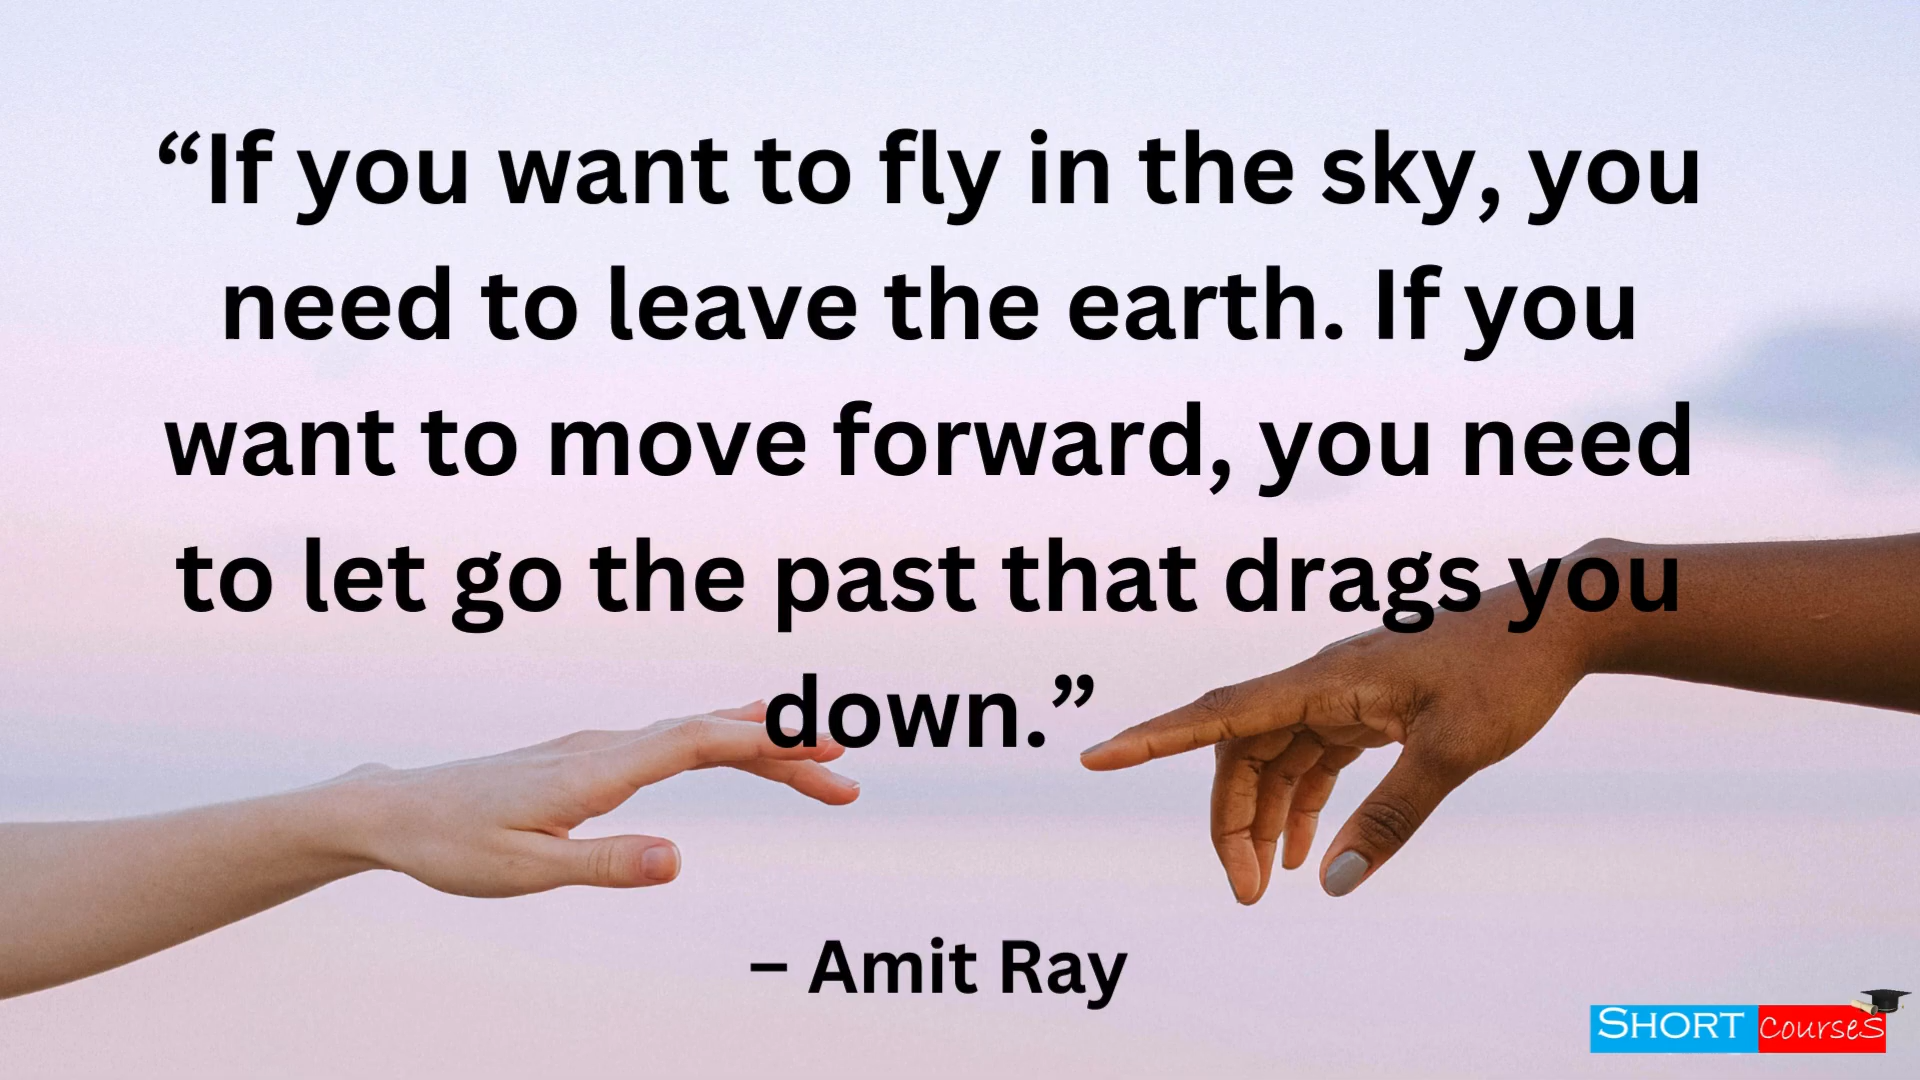 “If you want to fly in the sky, you
need to leave the earth. If you
want to move forward, you need
to let go the past that drags you
down.”
– Amit Ray
SHORT CourseS